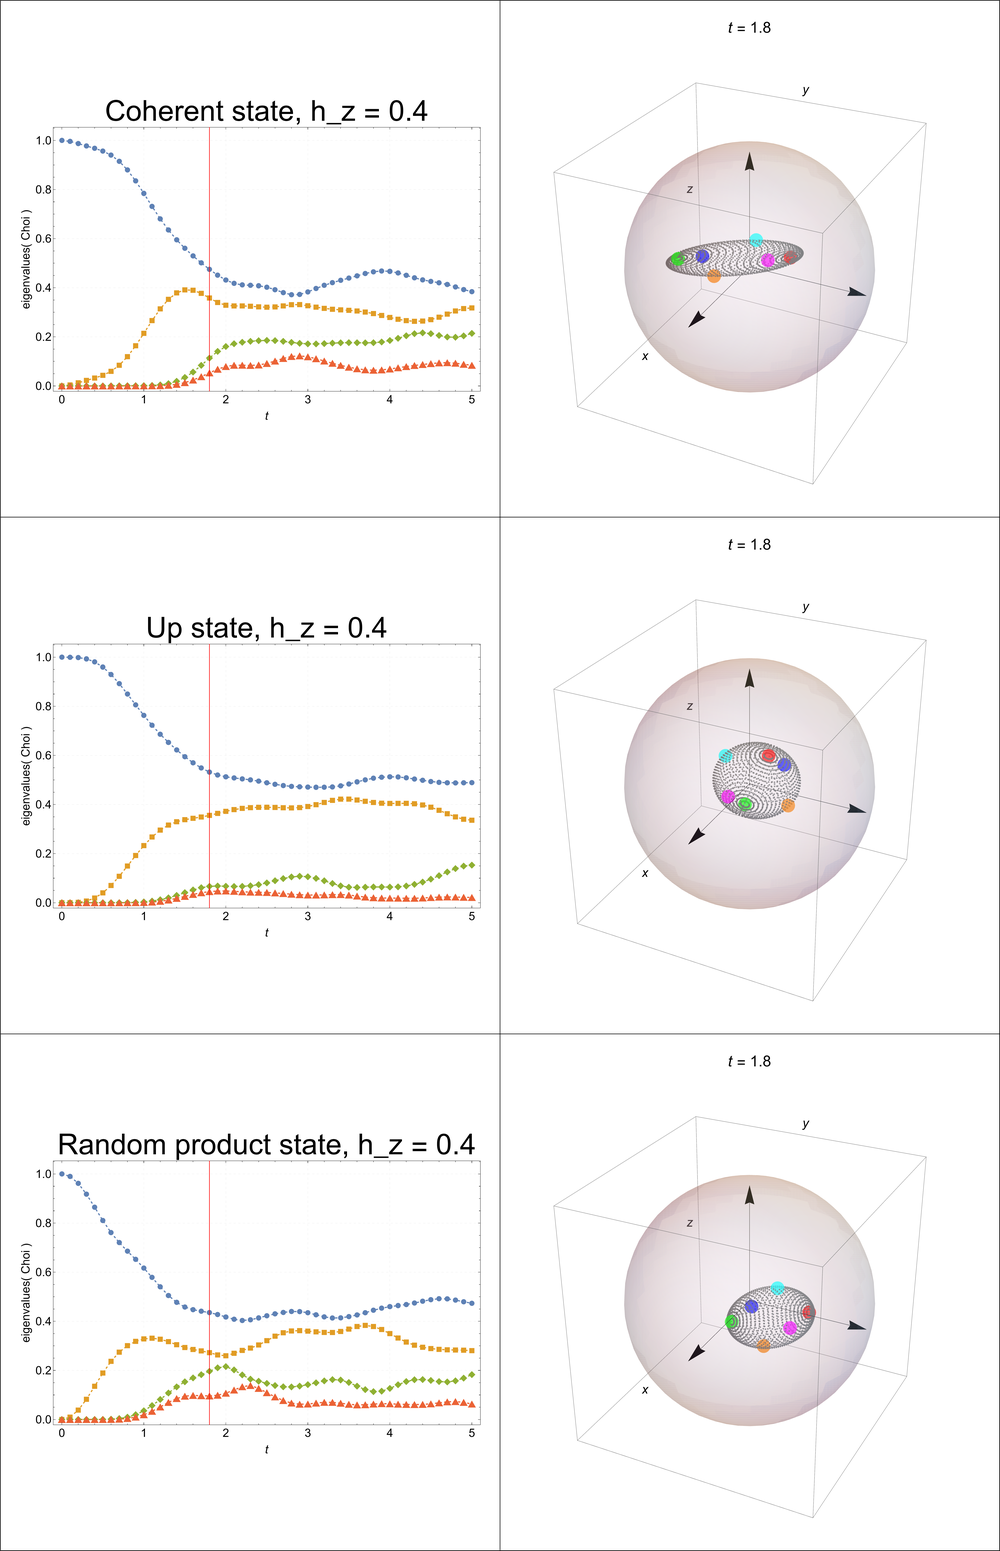 t = 1.8
y
z
x
Coherent state, h_z = 0.4
eigenvalues( Choi )
1.0
0.8
0.6
0.4
0.2
0.0
0 1 2 3 4 5
t
t = 1.8
y
z
x
Up state, h_z = 0.4
eigenvalues( Choi )
1.0
0.8
0.6
0.4
0.2
0.0
0 1 2 3 4 5
t
t = 1.8
y
z
x
Random product state, h_z = 0.4
eigenvalues( Choi )
1.0
0.8
0.6
0.4
0.2
0.0
0 1 2 3 4 5
t